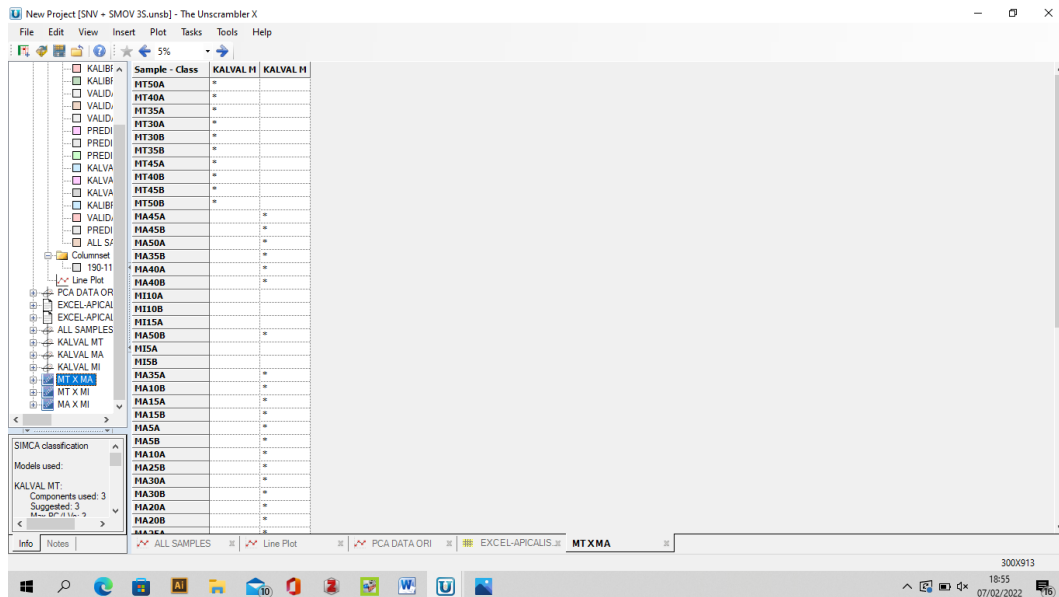 New Project [SNV + SMOV 3S.unsb] - The Unscrambler X
File Edit View Insert Plot Tasks Tools Help
5%
KALIBF
KALIBF
VALID
VALID
VALID
PREDI
PREDI
PREDI
KALVA
KALVA
KALVA
KALIBF
VALID
PREDI
ALL SA
Columnset
190-11
Line Plot
PCA DATA OR
EXCEL-APICAL
EXCEL-APICAL
ALL SAMPLES
KALVAL MT
KALVAL MA
KALVAL MI
MT X MA
MT X MI
MA X MI
SIMCA classification
Models used:
KALVAL MT:
Components used: 3
Suggested: 3
Info Notes
Sample - Class KALVAL M KALVAL M
MT50A *
MT40A *
MT35A *
MT30A *
MT30B *
MT35B *
MT45A *
MT40B *
MT45B *
MT50B *
MA45A *
MA45B *
MA50A *
MA35B *
MA40A *
MA40B *
MI10A
MI10B
MI15A
MA50B *
MI5A
MI5B
MA35A *
MA10B *
MA15A *
MA15B *
MA5A *
MA5B *
MA10A *
MA25B *
MA30A *
MA30B *
MA20A *
MA20B *
ALL SAMPLES Line Plot PCA DATA ORI EXCEL-APICALIS... MT X MA
300X913
18:55
07/02/2022